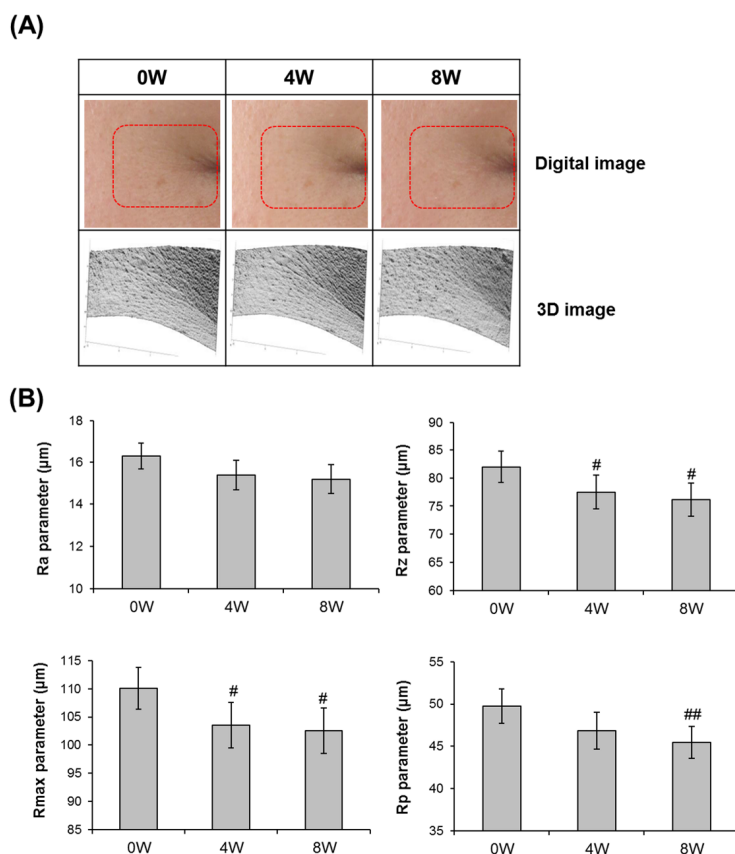 (A)
0W 4W 8W
Digital image
3D image
(B)
Ra parameter (µm)
18
16
14
12
10
0W 4W 8W
Rz parameter (µm)
90
85
80
75
70
65
60
# #
0W 4W 8W
Rmax parameter (µm)
115
110
105
100
95
90
85
# #
0W 4W 8W
Rp parameter (µm)
55
50
45
40
35
##
0W 4W 8W